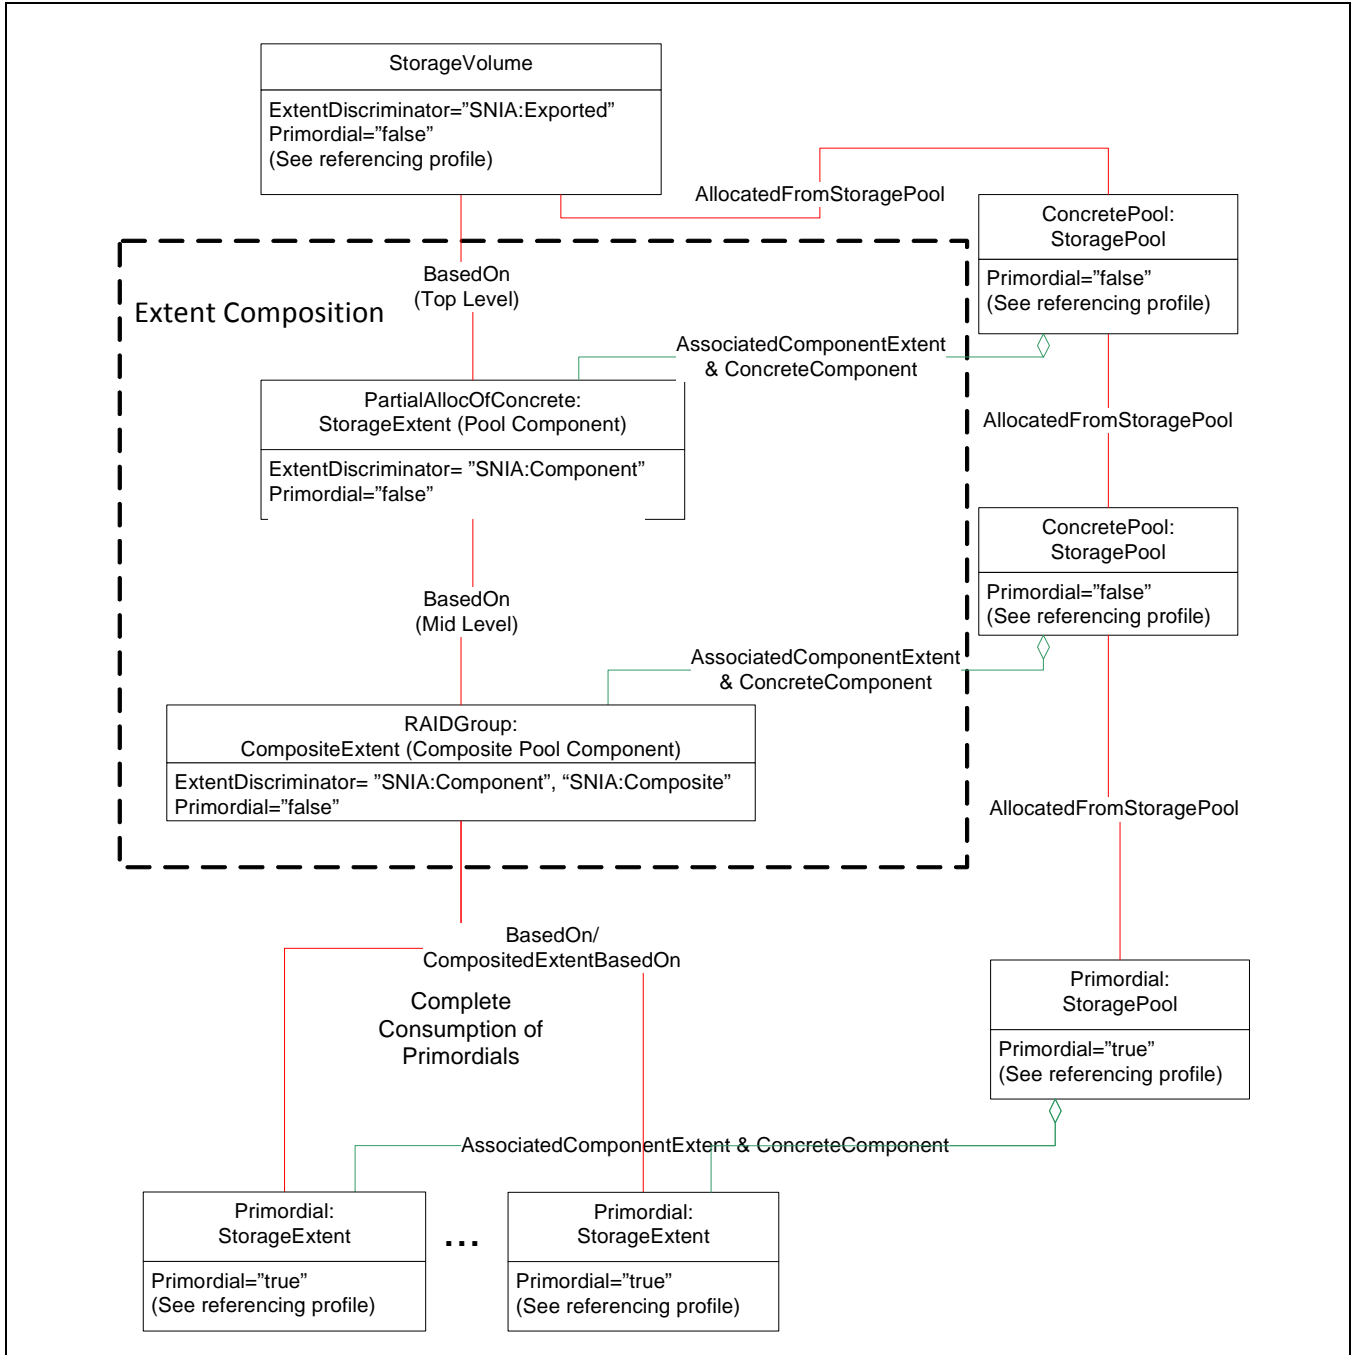 StorageVolume
ExtentDiscriminator=”SNIA:Exported”
Primordial=”false”
(See referencing profile)
AllocatedFromStoragePool
ConcretePool:
StoragePool
Primordial=”false”
(See referencing profile)
BasedOn
(Top Level)
Extent Composition
AssociatedComponentExtent
& ConcreteComponent
PartialAllocOfConcrete:
StorageExtent (Pool Component)
ExtentDiscriminator= ”SNIA:Component”
Primordial=”false”
AllocatedFromStoragePool
ConcretePool:
StoragePool
Primordial=”false”
(See referencing profile)
BasedOn
(Mid Level)
AssociatedComponentExtent
& ConcreteComponent
RAIDGroup:
CompositeExtent (Composite Pool Component)
ExtentDiscriminator= ”SNIA:Component”, “SNIA:Composite”
Primordial=”false”
AllocatedFromStoragePool
BasedOn/
CompositedExtentBasedOn
Complete
Consumption of
Primordials
Primordial:
StoragePool
Primordial=”true”
(See referencing profile)
AssociatedComponentExtent & ConcreteComponent
Primordial:
StorageExtent
Primordial=”true”
(See referencing profile)
...
Primordial:
StorageExtent
Primordial=”true”
(See referencing profile)